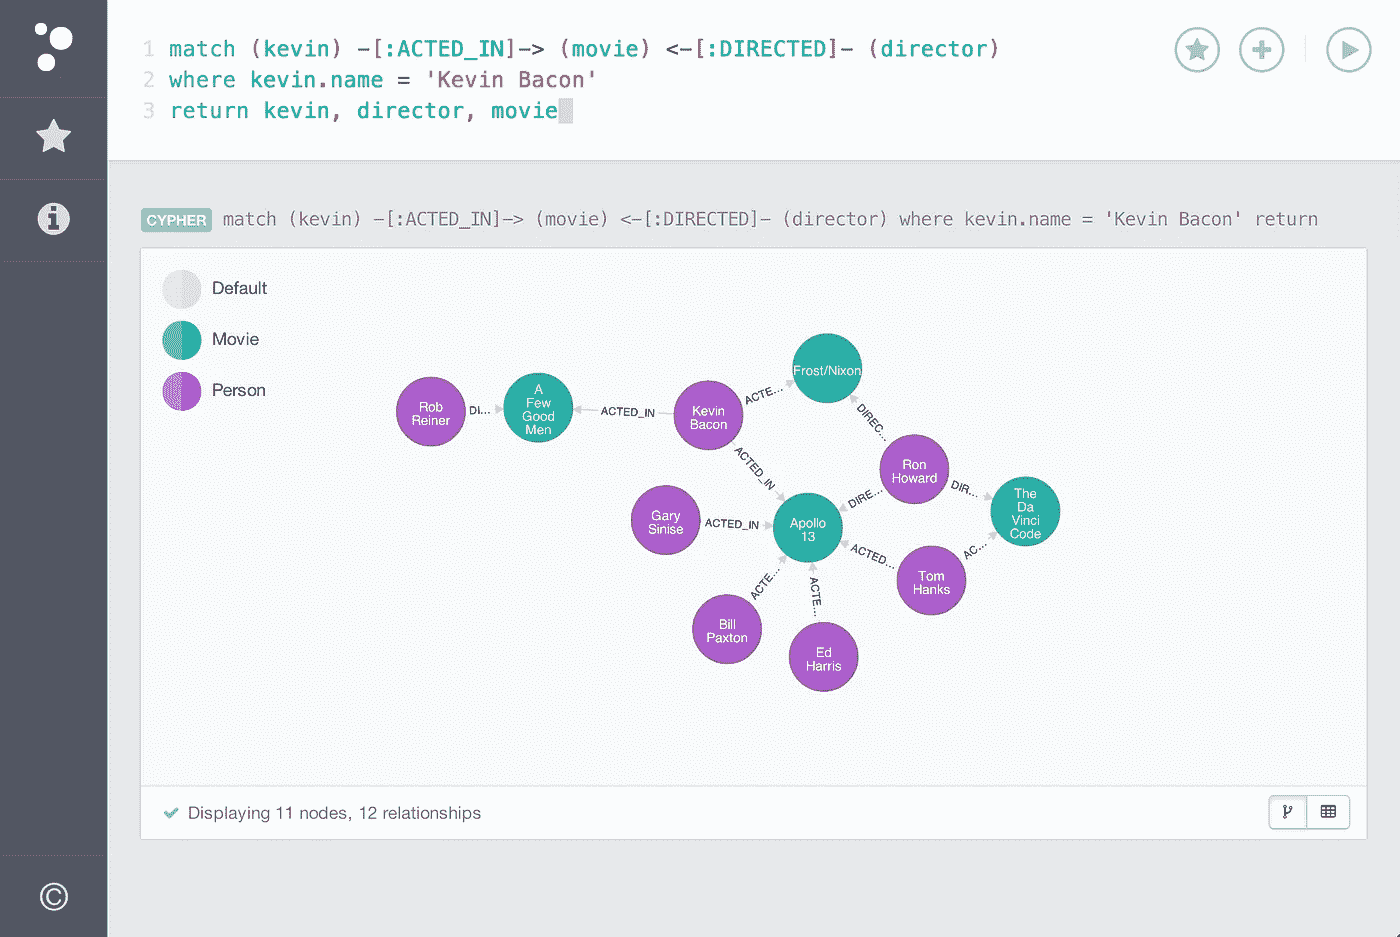 1 match (kevin) -[:ACTED_IN]-> (movie) <-[:DIRECTED]- (director)
2 where kevin.name = 'Kevin Bacon'
3 return kevin, director, movie
CYPHER match (kevin) -[:ACTED_IN]-> (movie) <-[:DIRECTED]- (director) where kevin.name = 'Kevin Bacon' return
Default
Movie
Person
Frost/Nixon
Rob
Reiner
DI...
A
Few
Good
Men
ACTED_IN
Kevin
Bacon
ACTE...
DIREC...
ACTED_IN
Ron
Howard
DIR...
The
Da
Vinci
Code
DIRE...
Gary
Sinise
ACTED_IN
Apollo
13
ACTED...
AC...
Tom
Hanks
ACTE...
ACTE...
Bill
Paxton
Ed
Harris
Displaying 11 nodes, 12 relationships
©